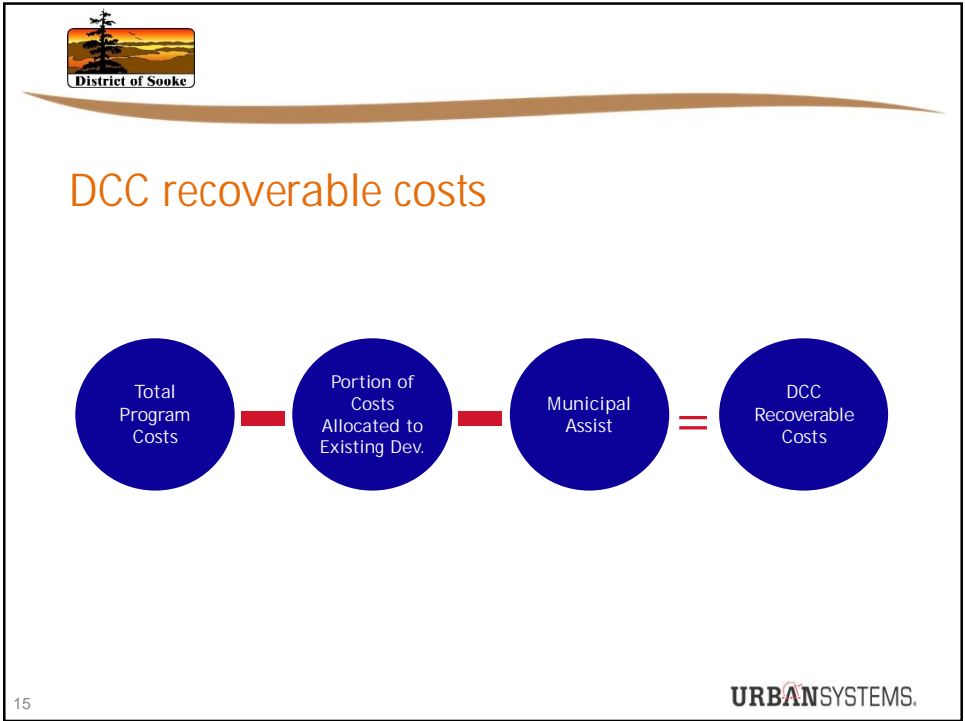 District of Sooke
DCC recoverable costs
Total
Program
Costs
Portion of
Costs
Allocated to
Existing Dev.
Municipal
Assist
=
DCC
Recoverable
Costs
15
URBANSYSTEMS.